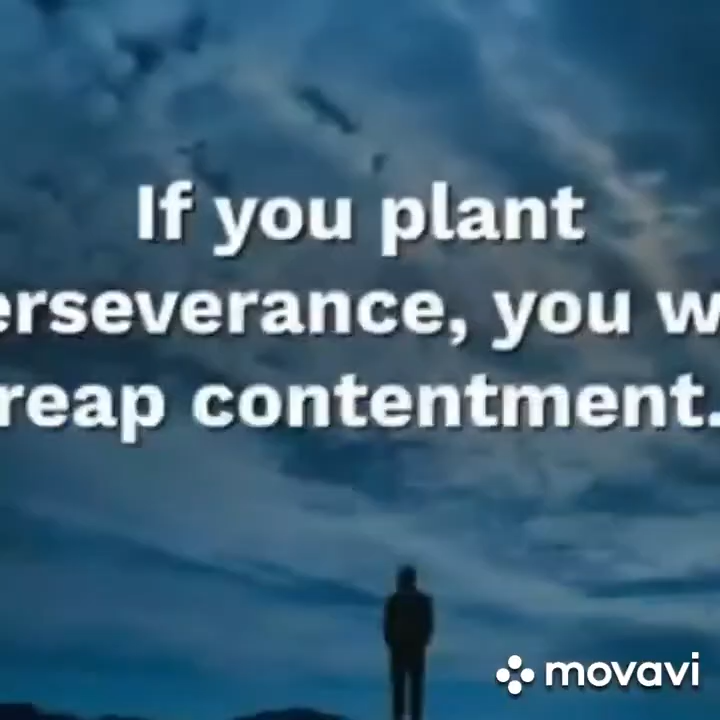 If you plant
erseverance, you w
reap contentment.
movavi